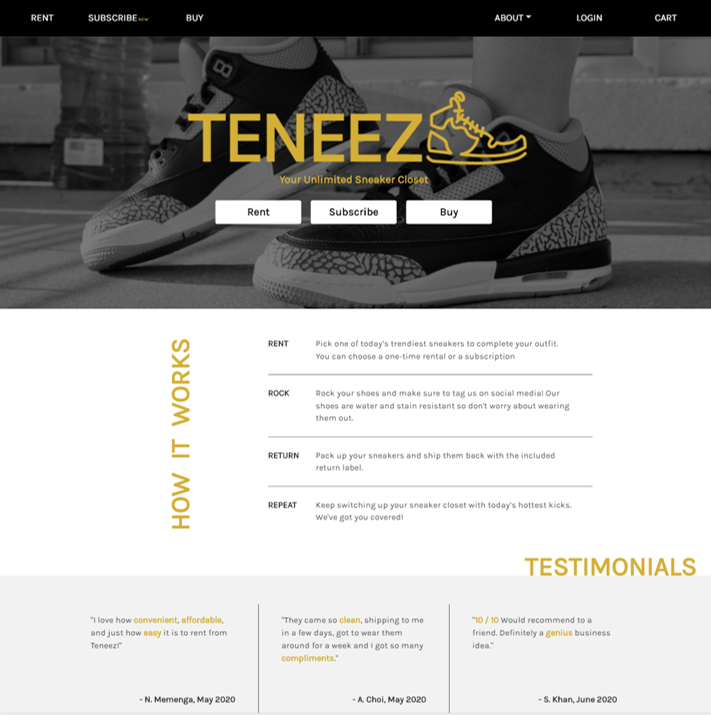 RENT SUBSCRIBE NEW BUY ABOUT LOGIN CART
TENEEZ
Your Unlimited Sneaker Closet
Rent Subscribe Buy
HOW IT WORKS
RENT Pick one of today's trendiest sneakers to complete your outfit.
You can choose a one-time rental or a subscription
ROCK Rock your shoes and make sure to tag us on social media! Our
shoes are water and stain resistant so don't worry about wearing
them out.
RETURN Pack up your sneakers and ship them back with the included
return label.
REPEAT Keep switching up your sneaker closet with today's hottest kicks.
We've got you covered!
TESTIMONIALS
"I love how convenient, affordable,
and just how easy it is to rent from
Teneez!"
- N. Memenga, May 2020
"They came so clean, shipping to me
in a few days, got to wear them
around for a week and I got so many
compliments."
- A. Choi, May 2020
"10 / 10 Would recommend to a
friend. Definitely a genius business
idea."
- S. Khan, June 2020